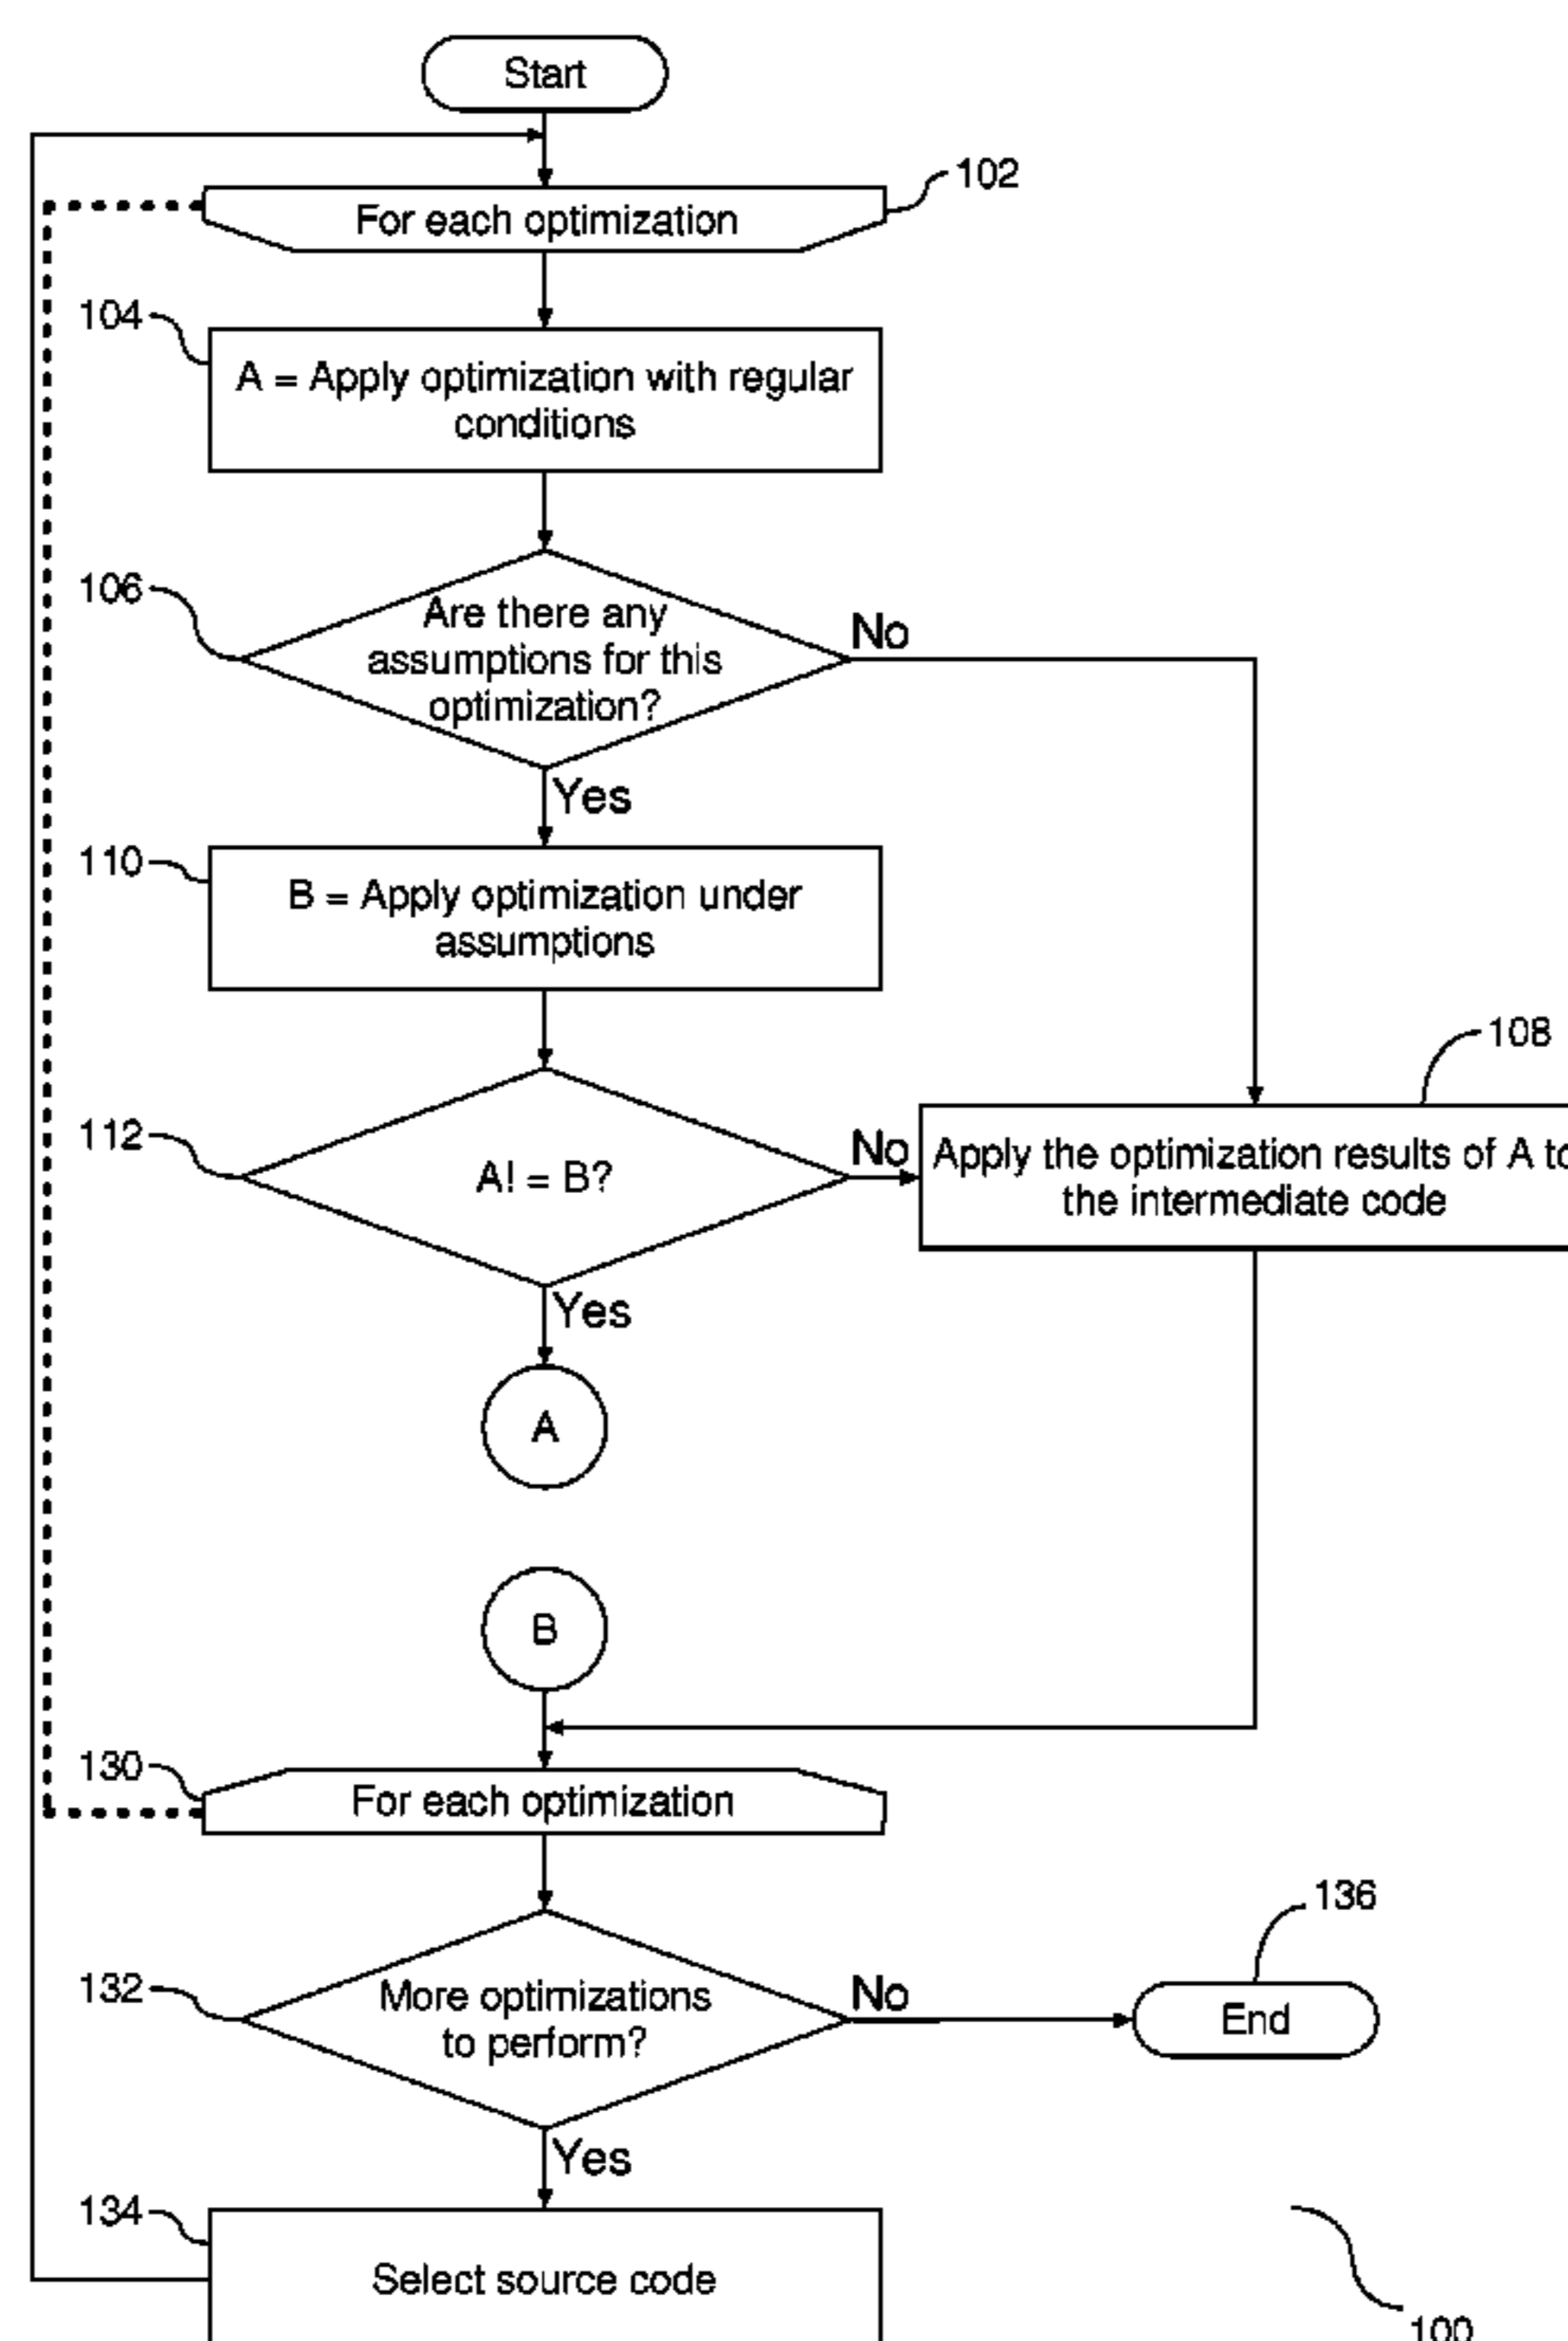 Start
102
For each optimization
104
A = Apply optimization with regular
conditions
106
Are there any
assumptions for this
optimization?
No
Yes
110
B = Apply optimization under
assumptions
108
112
A! = B?
No
Apply the optimization results of A to
the intermediate code
Yes
A
B
130
For each optimization
136
132
More optimizations
to perform?
No
End
Yes
134
Select source code
100